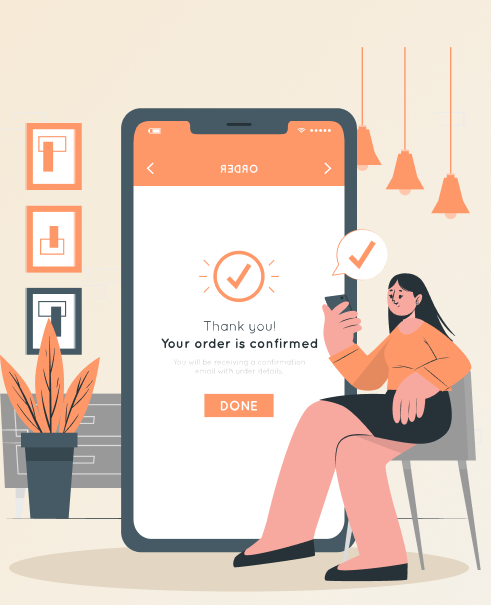 ORDER
Thank you!
Your order is confirmed
You will be receiving a confirmation
email with order details.
DONE